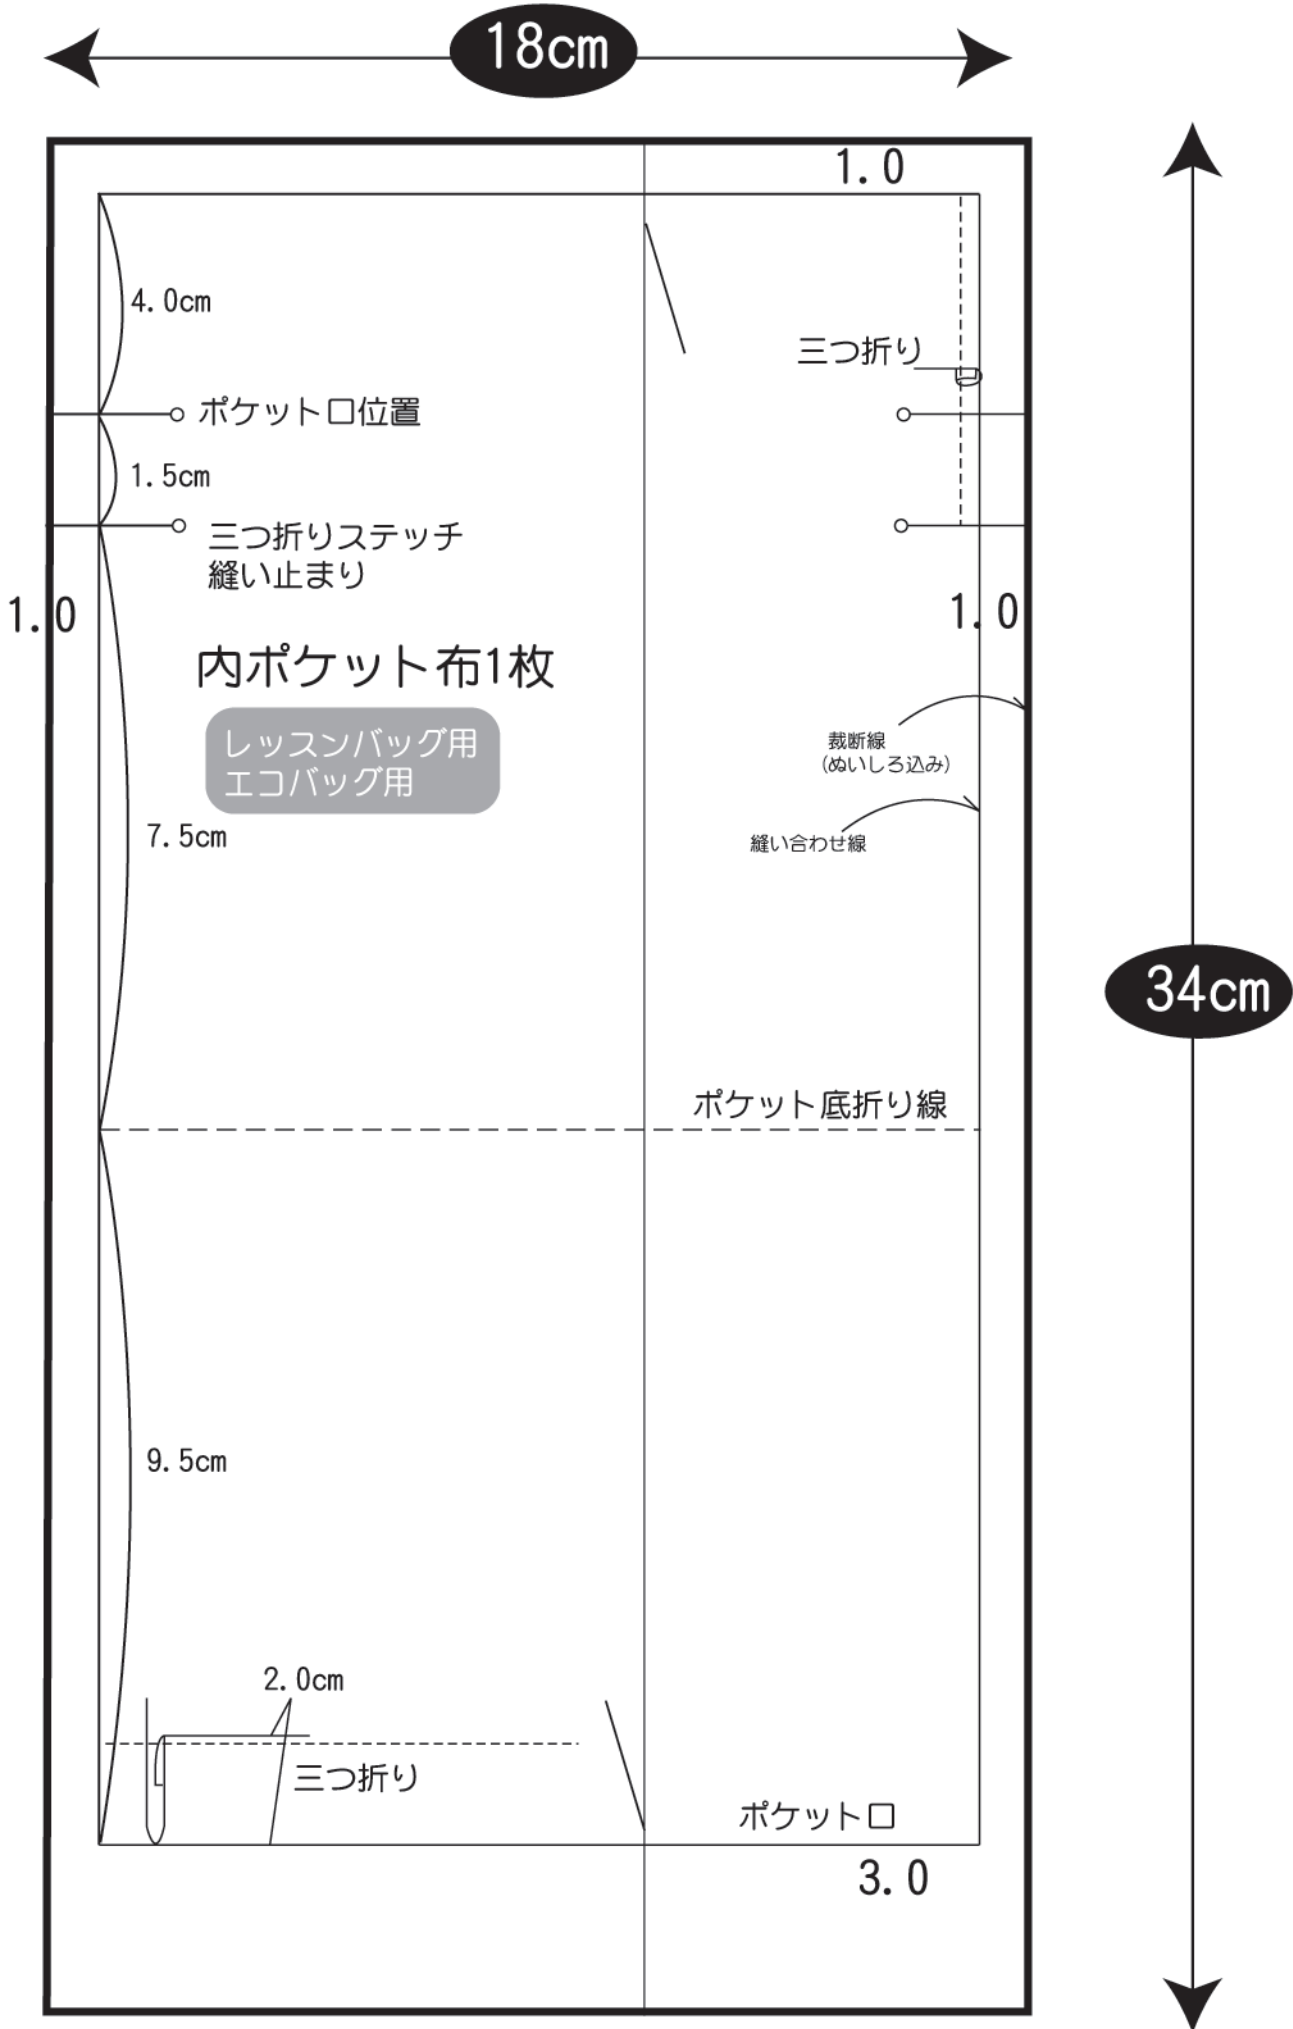 18cm
1.0
4.0cm
三つ折り
ポケット口位置
1.5cm
三つ折りステッチ
縫い止まり
1.0
1.0
内ポケット布1枚
レッスンバッグ用
エコバッグ用
裁断線
(ぬいしろ込み)
7.5cm
縫い合わせ線
34cm
ポケット底折り線
9.5cm
2.0cm
三つ折り
ポケット口
3.0